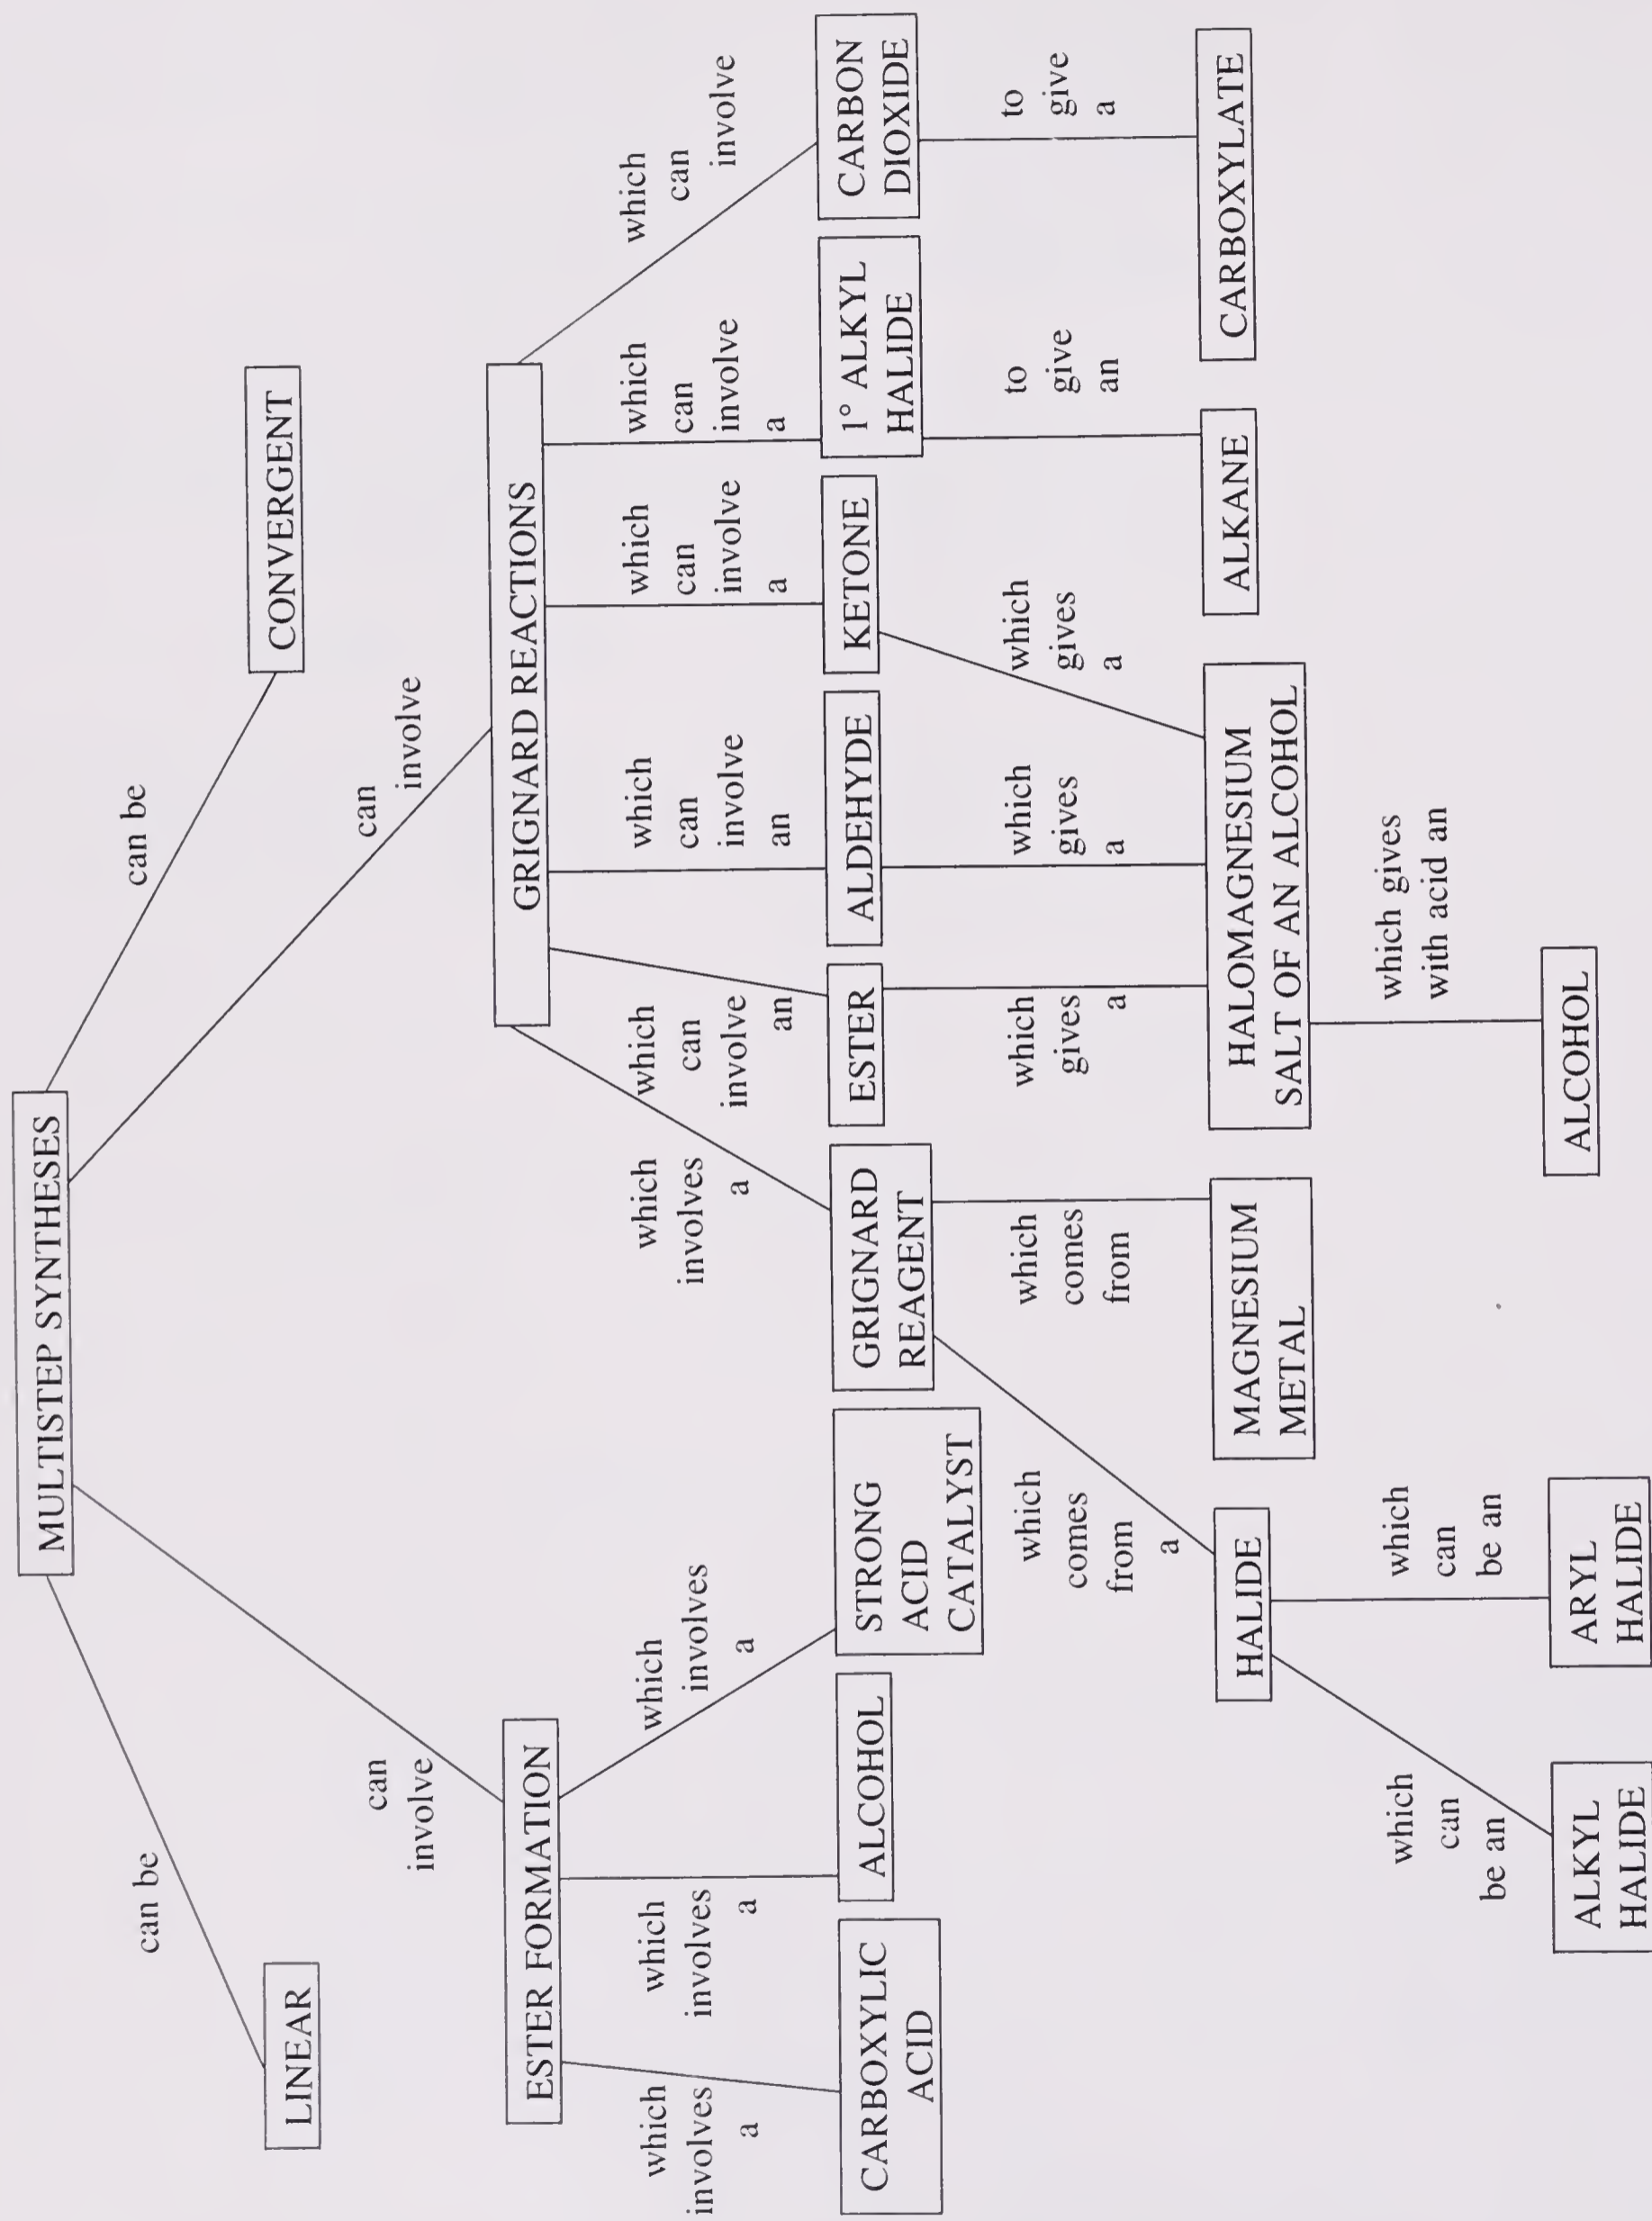 MULTISTEP SYNTHESES
can be
can be
LINEAR
CONVERGENT
can
involve
can
involve
ESTER FORMATION
GRIGNARD REACTIONS
which
involves
a
which
involves
a
which
involves
a
which
involves
a
which
can
involve
an
which
can
involve
an
which
can
involve
a
which
can
involve
a
which
can
involve
CARBOXYLIC
ACID
ALCOHOL
STRONG
ACID
CATALYST
GRIGNARD
REAGENT
ESTER
ALDEHYDE
KETONE
1° ALKYL
HALIDE
CARBON
DIOXIDE
which
comes
from
a
which
comes
from
which
gives
a
which
gives
a
which
gives
a
to
give
an
to
give
a
HALIDE
MAGNESIUM
METAL
HALOMAGNESIUM
SALT OF AN ALCOHOL
ALKANE
CARBOXYLATE
which
can
be an
which
can
be an
which gives
with acid an
ALKYL
HALIDE
ARYL
HALIDE
ALCOHOL